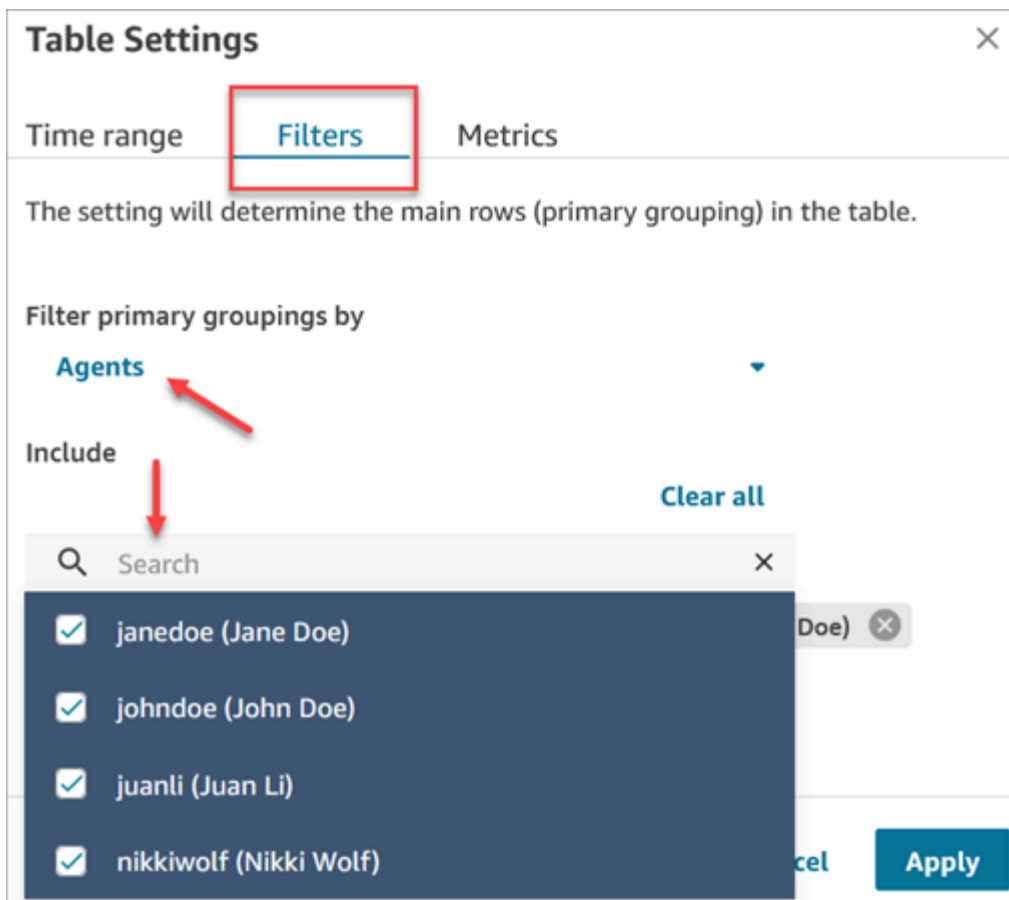 Table Settings
Time range Filters Metrics
The setting will determine the main rows (primary grouping) in the table.
Filter primary groupings by
Agents
Include
Clear all
Search
janedoe (Jane Doe)
Doe)
johndoe (John Doe)
juanli (Juan Li)
nikkiwolf (Nikki Wolf)
cel Apply